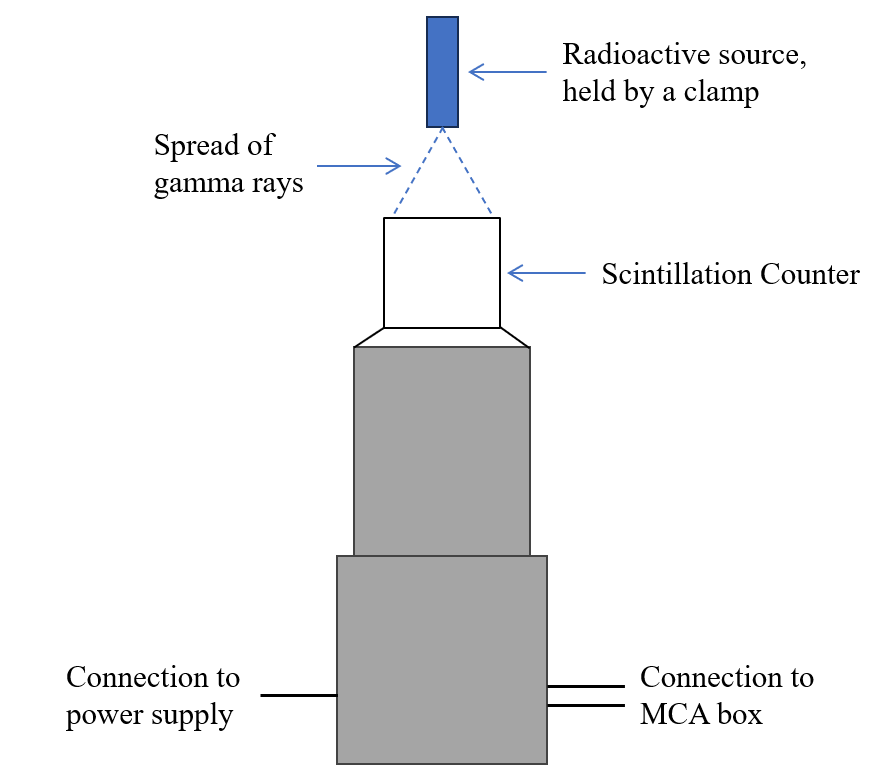 Radioactive source,
held by a clamp
Spread of
gamma rays
Scintillation Counter
Connection to
power supply
Connection to
MCA box